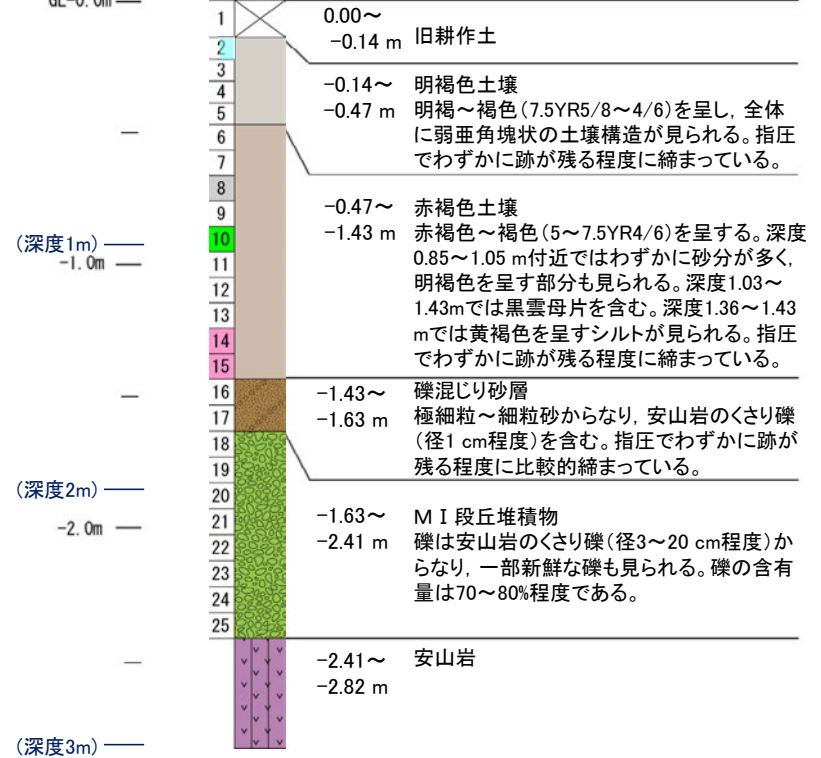 GL-0.0m
1
2
3
4
5
6
7
8
9
10
11
12
13
14
15
16
17
18
19
20
21
22
23
24
25
(深度1m)
-1.0m
(深度2m)
-2.0m
(深度3m)
0.00～
-0.14 m 旧耕作土
-0.14～ 明褐色土壌
-0.47 m 明褐～褐色(7.5YR5/8～4/6)を呈し，全体
に弱亜角塊状の土壌構造が見られる。指圧
でわずかに跡が残る程度に締まっている。
-0.47～ 赤褐色土壌
-1.43 m 赤褐色～褐色(5～7.5YR4/6)を呈する。深度
0.85～1.05 m付近ではわずかに砂分が多く，
明褐色を呈す部分も見られる。深度1.03～
1.43mでは黒雲母片を含む。深度1.36～1.43
mでは黄褐色を呈すシルトが見られる。指圧
でわずかに跡が残る程度に締まっている。
-1.43～ 礫混じり砂層
-1.63 m 極細粒～細粒砂からなり，安山岩のくさり礫
（径1 cm程度）を含む。指圧でわずかに跡が
残る程度に比較的締まっている。
-1.63～ ＭⅠ段丘堆積物
-2.41 m 礫は安山岩のくさり礫（径3～20 cm程度）か
らなり，一部新鮮な礫も見られる。礫の含有
量は70～80%程度である。
-2.41～ 安山岩
-2.82 m